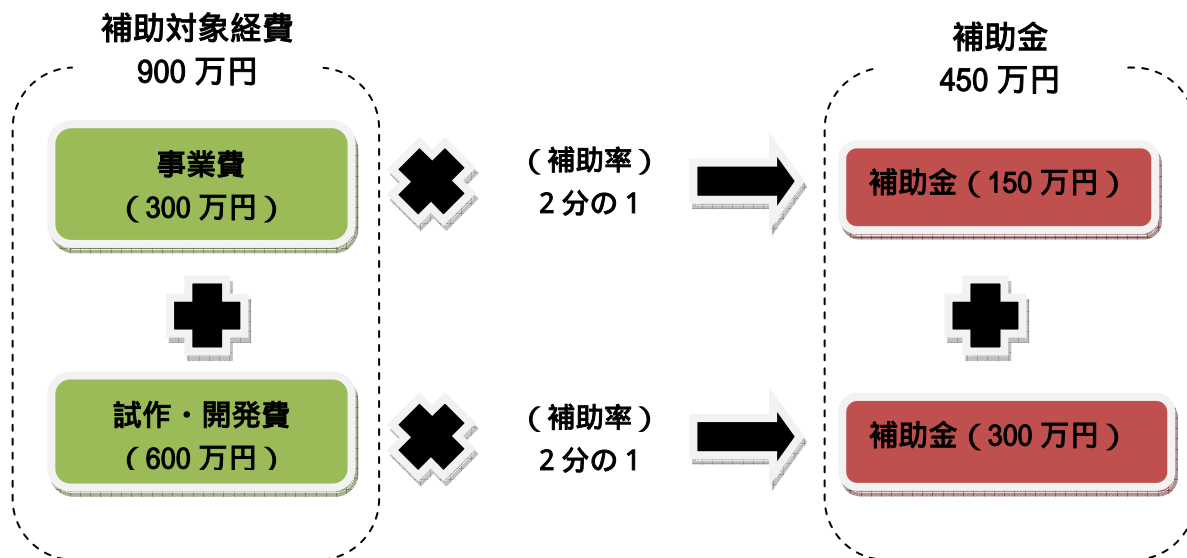 補助対象経費
900 万円
補助金
450 万円
事業費
（300 万円）
（補助率）
2 分の 1
補助金（150 万円）
試作・開発費
（600 万円）
（補助率）
2 分の 1
補助金（300 万円）